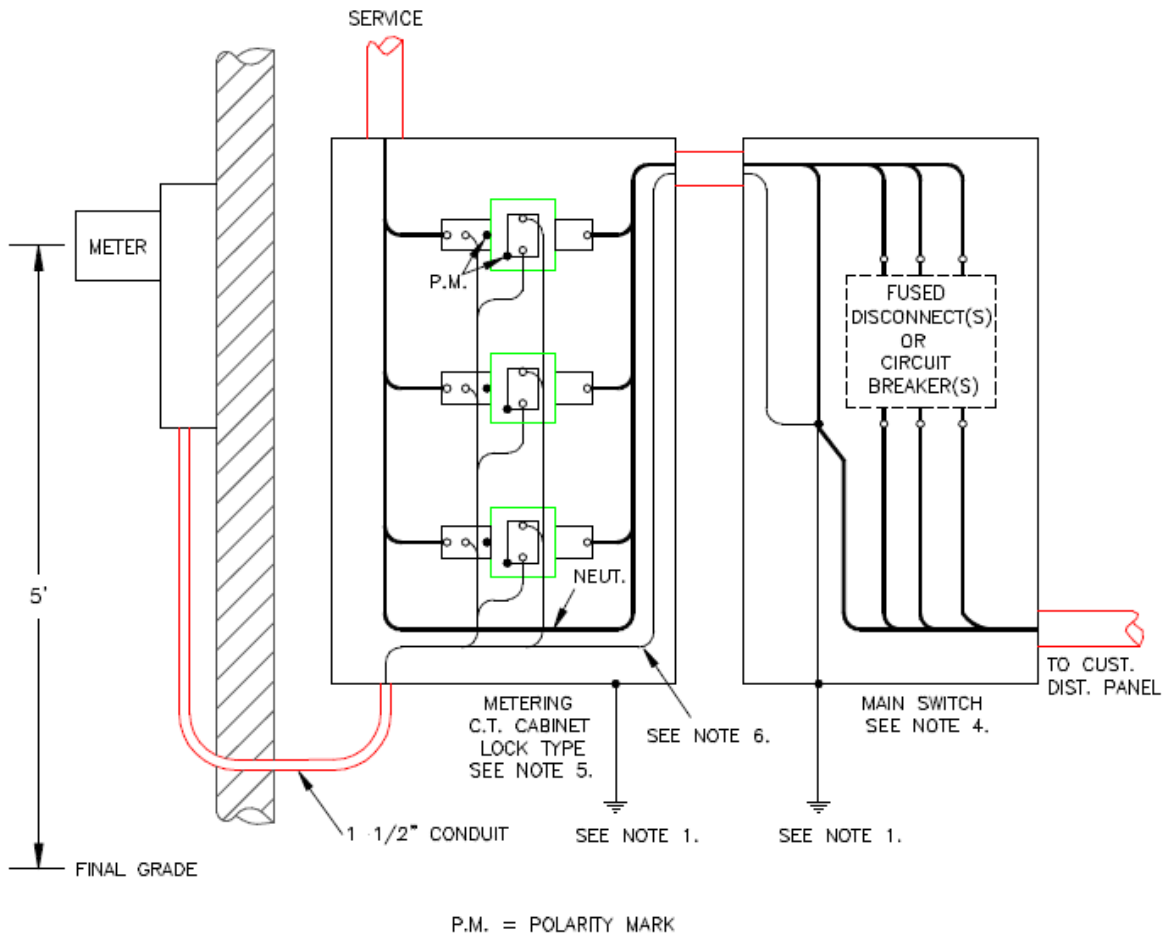 SERVICE
METER
P.M.
FUSED
DISCONNECT(S)
OR
CIRCUIT
BREAKER(S)
NEUT.
5'
TO CUST.
DIST. PANEL
METERING
C.T. CABINET
LOCK TYPE
SEE NOTE 5.
SEE NOTE 6.
MAIN SWITCH
SEE NOTE 4.
1 1/2" CONDUIT
SEE NOTE 1.
SEE NOTE 1.
FINAL GRADE
P.M. = POLARITY MARK